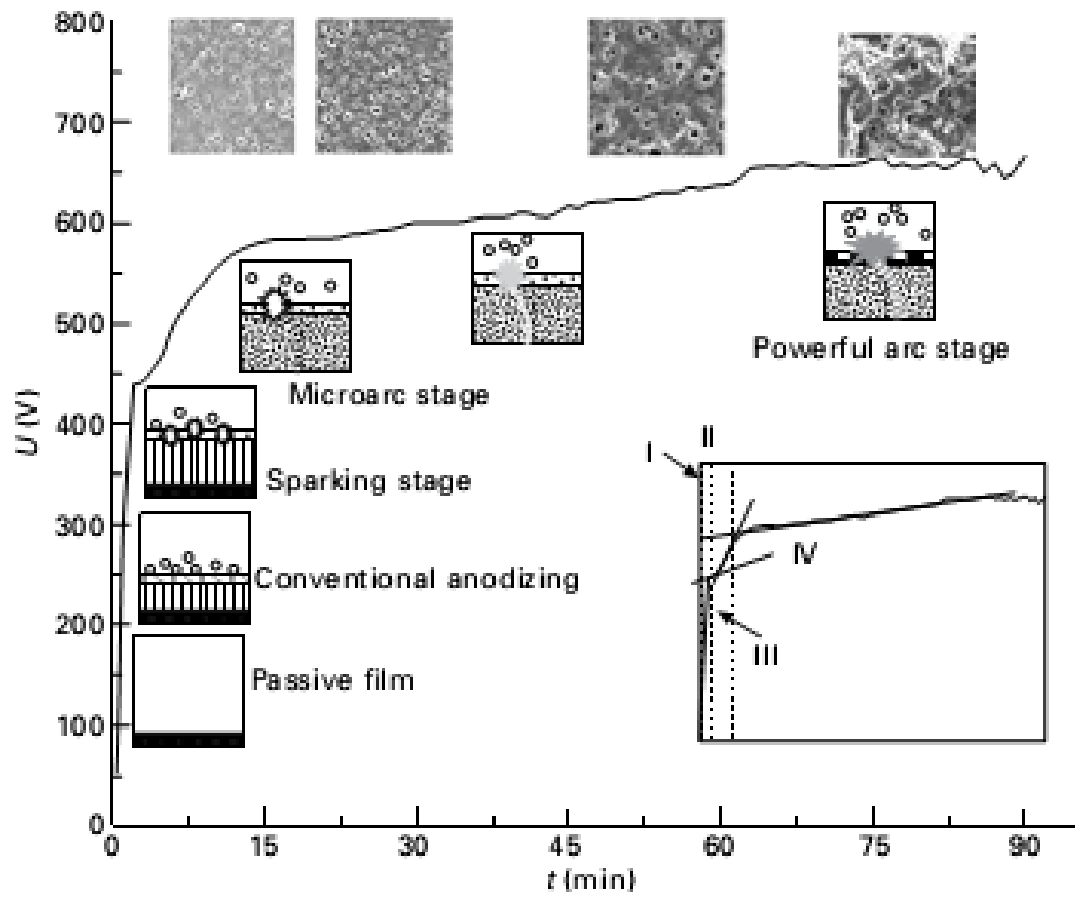 800
700
600
500
400
300
200
100
0
U (V)
Microarc stage
Powerful arc stage
Sparking stage
Conventional anodizing
Passive film
I
II
IV
III
0 15 30 45 60 75 90
t (min)